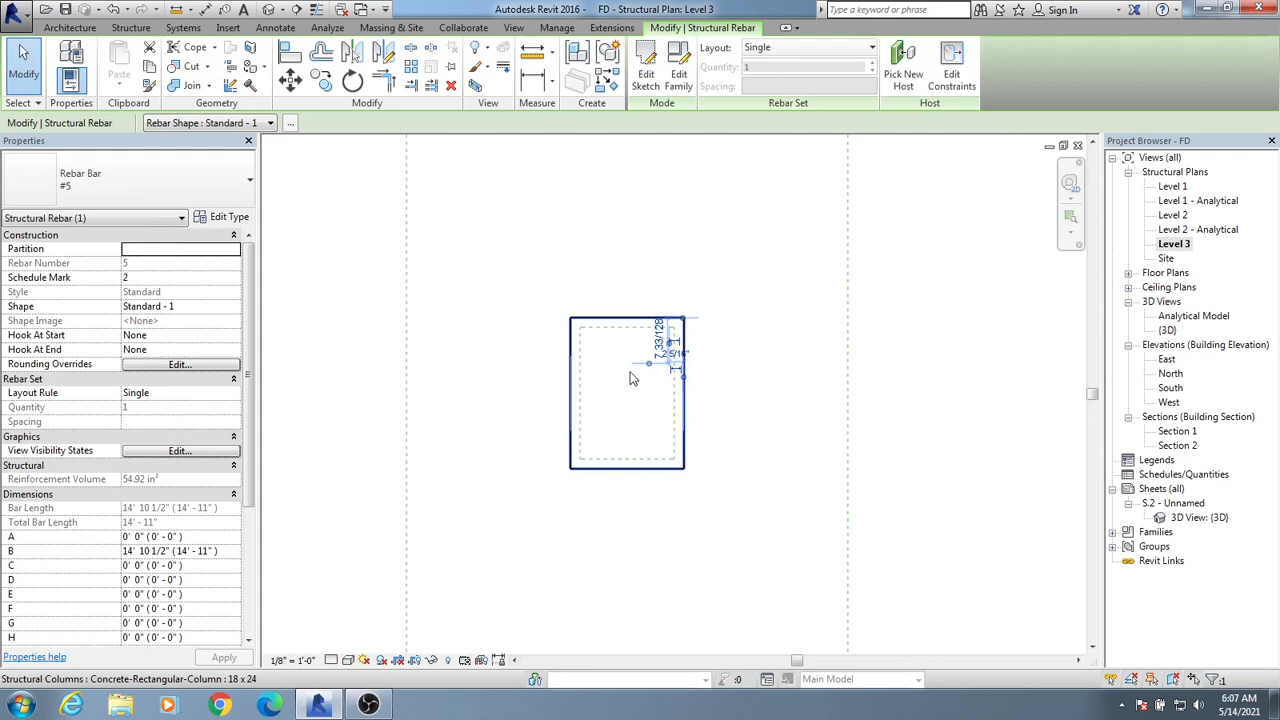 Autodesk Revit 2016 -    FD - Structural Plan: Level 3
Type a keyword or phrase
Sign In
Architecture Structure Systems Insert Annotate Analyze Massing & Site Collaborate View Manage Extensions Modify | Structural Rebar
Modify
Properties
Paste
Cope
Cut
Join
Edit Sketch
Edit Family
Layout: Single
Quantity: 1
Spacing:
Pick New Host
Edit Constraints
Select Properties Clipboard Geometry Modify View Measure Create Mode Rebar Set Host
Modify | Structural Rebar
Rebar Shape : Standard - 1
...
Properties
Rebar Bar
#5
Structural Rebar (1)
Edit Type
Construction
Partition
Rebar Number 5
Schedule Mark 2
Style Standard
Shape Standard - 1
Shape Image <None>
Hook At Start None
Hook At End None
Rounding Overrides Edit...
Rebar Set
Layout Rule Single
Quantity 1
Spacing
Graphics
View Visibility States Edit...
Structural
Reinforcement Volume 54.92 in³
Dimensions
Bar Length 14' 10 1/2" ( 14' - 11" )
Total Bar Length 14' - 11"
A 0' 0" (0' - 0" )
B 14' 10 1/2" ( 14' - 11" )
C 0' 0" (0' - 0" )
D 0' 0" (0' - 0" )
E 0' 0" (0' - 0" )
F 0' 0" (0' - 0" )
G 0' 0" (0' - 0" )
H 0' 0" (0' - 0" )
Properties help
Apply
7 33/128"
2 5/16"
1/8" = 1'-0"
Project Browser - FD
Views (all)
Structural Plans
Level 1
Level 1 - Analytical
Level 2
Level 2 - Analytical
Level 3
Site
Floor Plans
Ceiling Plans
3D Views
Analytical Model
{3D}
Elevations (Building Elevation)
East
North
South
West
Sections (Building Section)
Section 1
Section 2
Legends
Schedules/Quantities
Sheets (all)
S.2 - Unnamed
3D View: {3D}
Families
Groups
Revit Links
Structural Columns : Concrete-Rectangular-Column : 18 x 24
:0
Main Model
:1
6:07 AM
5/14/2021